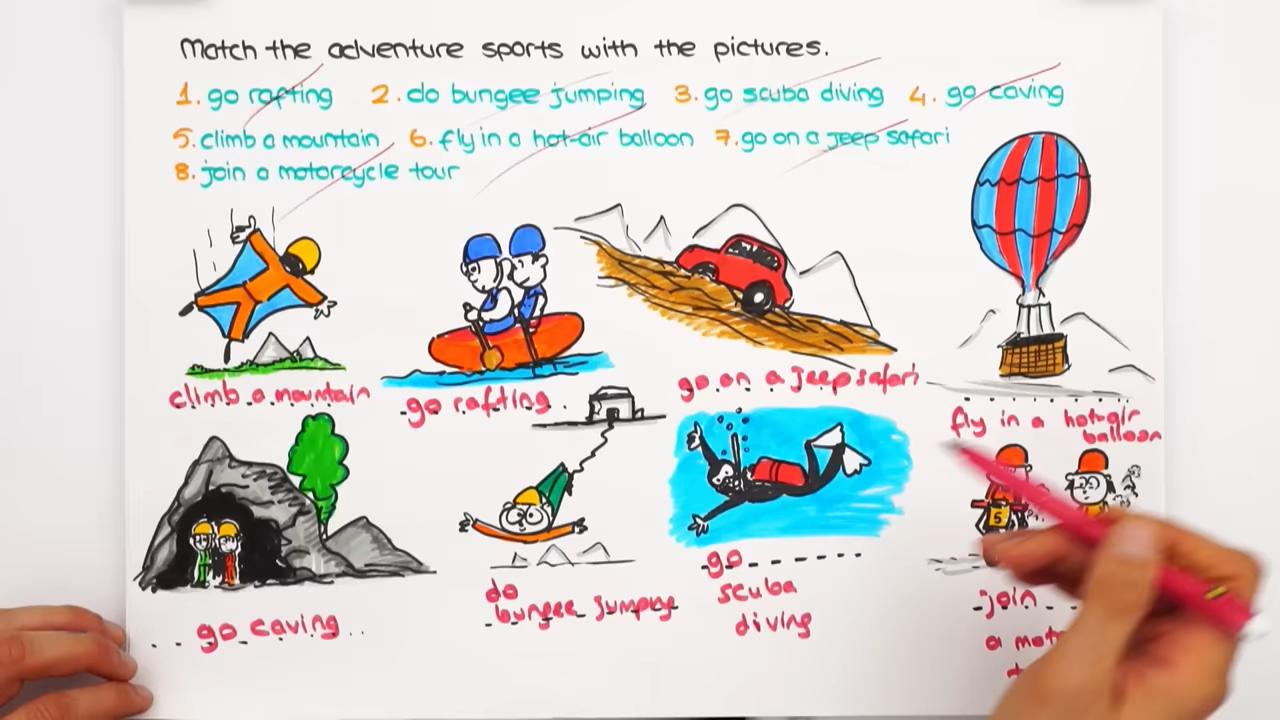 Match the adventure sports with the pictures.
1. go rafting 2. do bungee jumping 3. go scuba diving 4. go caving
5. climb a mountain 6. fly in a hot-air balloon 7. go on a jeep safari
8. join a motorcycle tour
climb a mountain
go rafting
go on a jeep safari
fly in a hot-air
balloon
5
go caving
do
bungee jumping
go
scuba
diving
join
a